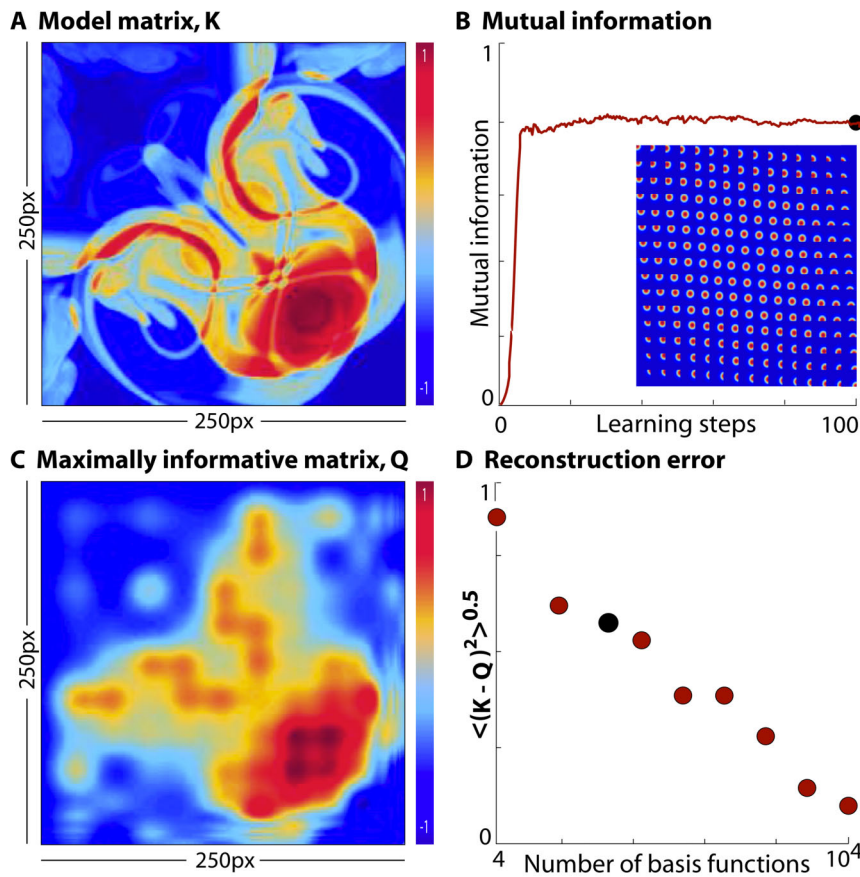 A Model matrix, K
1
-1
250px
250px
B Mutual information
1
Mutual information
0
0
Learning steps
100
C Maximally informative matrix, Q
1
-1
250px
250px
D Reconstruction error
1
<(K - Q)²>⁰·⁵
0
4
Number of basis functions
10⁴